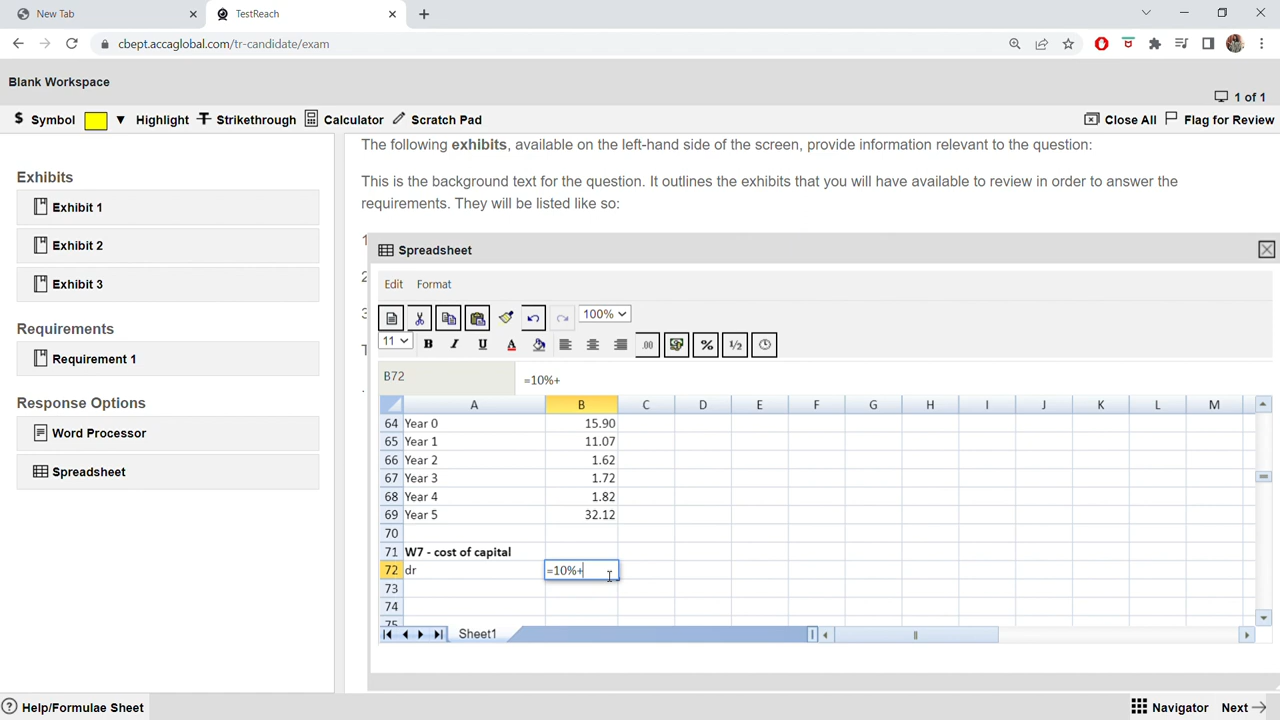 New Tab
TestReach
cbept.accaglobal.com/tr-candidate/exam
Blank Workspace
1 of 1
$ Symbol
Highlight
Strikethrough
Calculator
Scratch Pad
Close All
Flag for Review
Exhibits
Exhibit 1
Exhibit 2
Exhibit 3
Requirements
Requirement 1
Response Options
Word Processor
Spreadsheet
The following exhibits, available on the left-hand side of the screen, provide information relevant to the question:
This is the background text for the question. It outlines the exhibits that you will have available to review in order to answer the
requirements. They will be listed like so:
Spreadsheet
Edit Format
100%
11 B I U A .00 % 1/2
B72 =10%+
A B C D E F G H I J K L M
64 Year 0 15.90
65 Year 1 11.07
66 Year 2 1.62
67 Year 3 1.72
68 Year 4 1.82
69 Year 5 32.12
70
71 W7 - cost of capital
72 dr =10%+
73
74
75
Sheet1
Help/Formulae Sheet
Navigator
Next